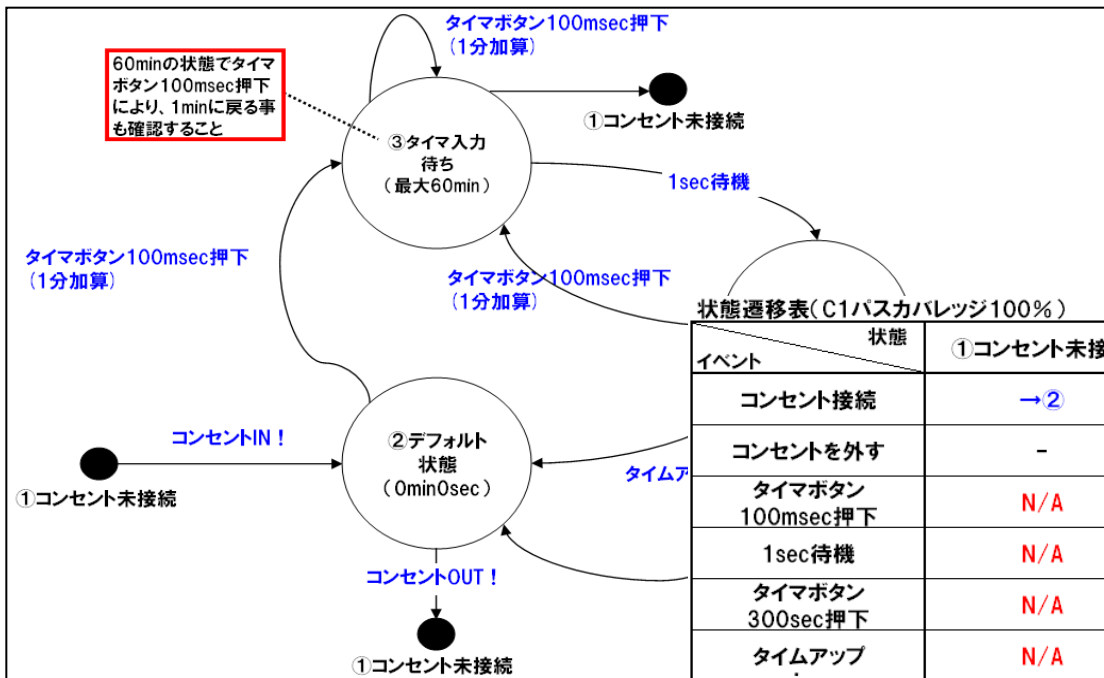 タイマボタン100msec押下
(1分加算)
60minの状態でタイマ
ボタン100msec押下
により、1minに戻る事
も確認すること
①コンセント未接続
③タイマ入力
待ち
(最大60min)
1sec待機
タイマボタン100msec押下
(1分加算)
タイマボタン100msec押下
(1分加算)
状態遷移表(C1パスカバレッジ100%)
状態
イベント
①コンセント未接
コンセント接続
→②
コンセントIN!
②デフォルト
状態
(0min0sec)
コンセントを外す
-
①コンセント未接続
タイムア
タイマボタン
100msec押下
N/A
1sec待機
N/A
コンセントOUT!
タイマボタン
300sec押下
N/A
①コンセント未接続
タイムアップ
N/A